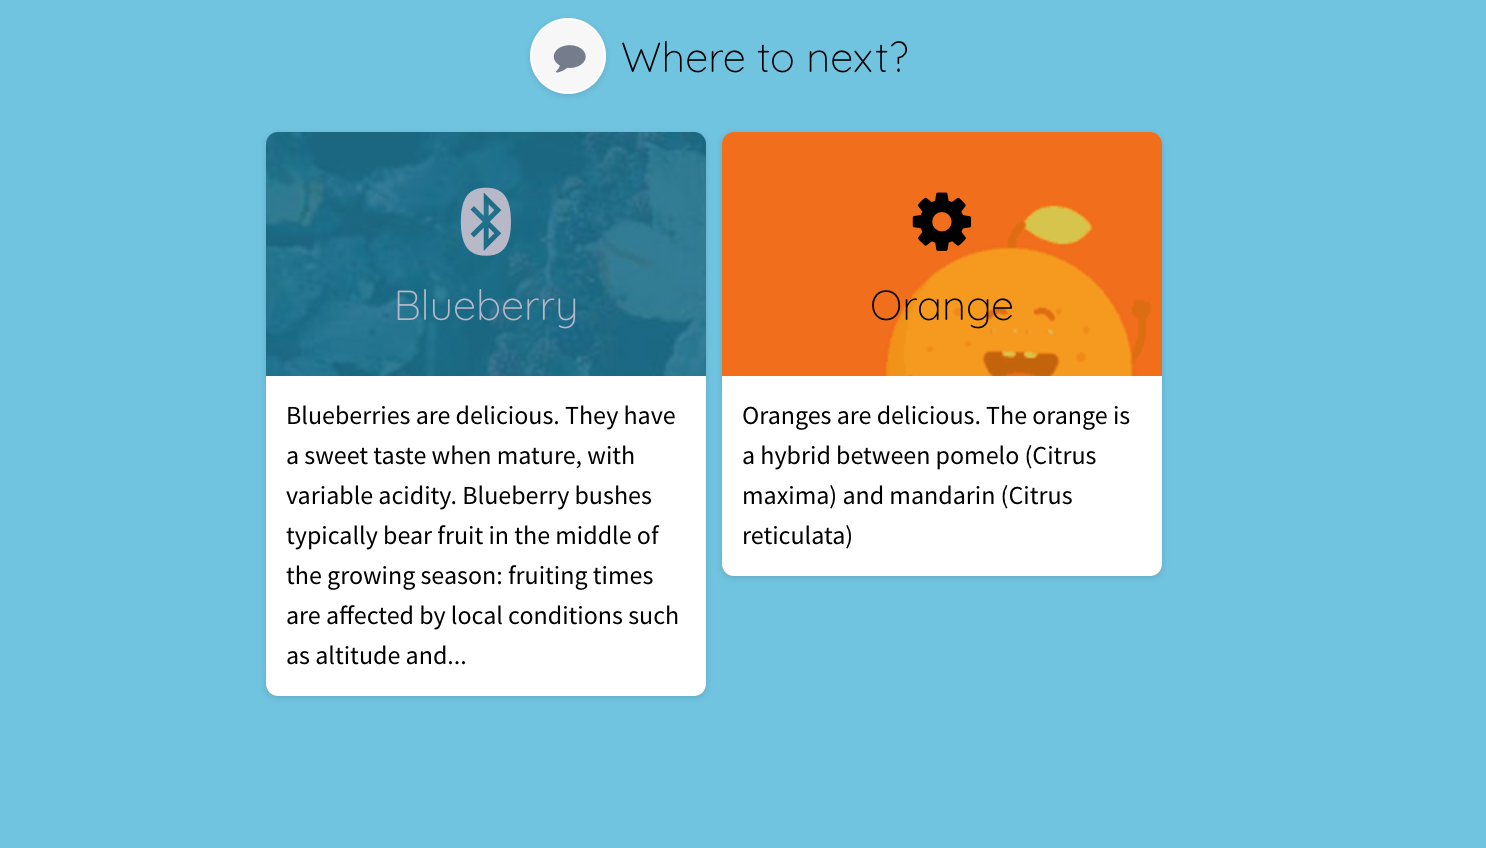 Where to next?
Blueberry
Blueberries are delicious. They have
a sweet taste when mature, with
variable acidity. Blueberry bushes
typically bear fruit in the middle of
the growing season: fruiting times
are affected by local conditions such
as altitude and...
Orange
Oranges are delicious. The orange is
a hybrid between pomelo (Citrus
maxima) and mandarin (Citrus
reticulata)